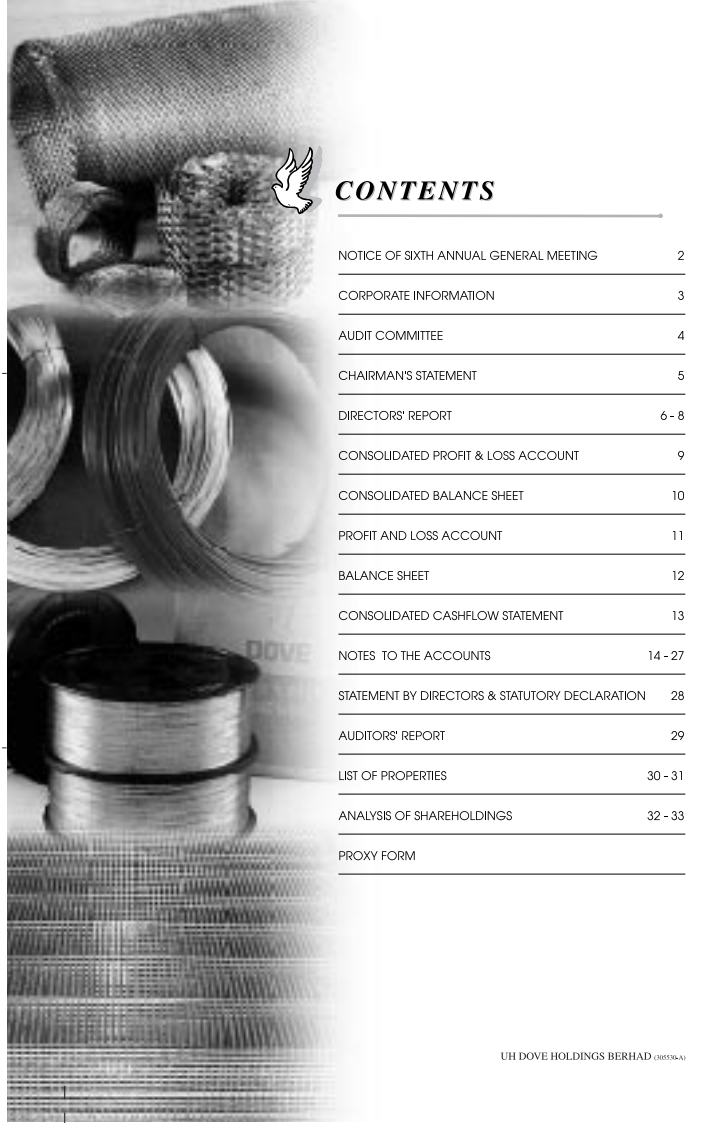 CONTENTS
NOTICE OF SIXTH ANNUAL GENERAL MEETING 2
CORPORATE INFORMATION 3
AUDIT COMMITTEE 4
CHAIRMAN'S STATEMENT 5
DIRECTORS' REPORT 6 - 8
CONSOLIDATED PROFIT & LOSS ACCOUNT 9
CONSOLIDATED BALANCE SHEET 10
PROFIT AND LOSS ACCOUNT 11
BALANCE SHEET 12
CONSOLIDATED CASHFLOW STATEMENT 13
NOTES TO THE ACCOUNTS 14 - 27
STATEMENT BY DIRECTORS & STATUTORY DECLARATION 28
AUDITORS' REPORT 29
LIST OF PROPERTIES 30 - 31
ANALYSIS OF SHAREHOLDINGS 32 - 33
PROXY FORM
DOVE
UH DOVE HOLDINGS BERHAD (305530-A)